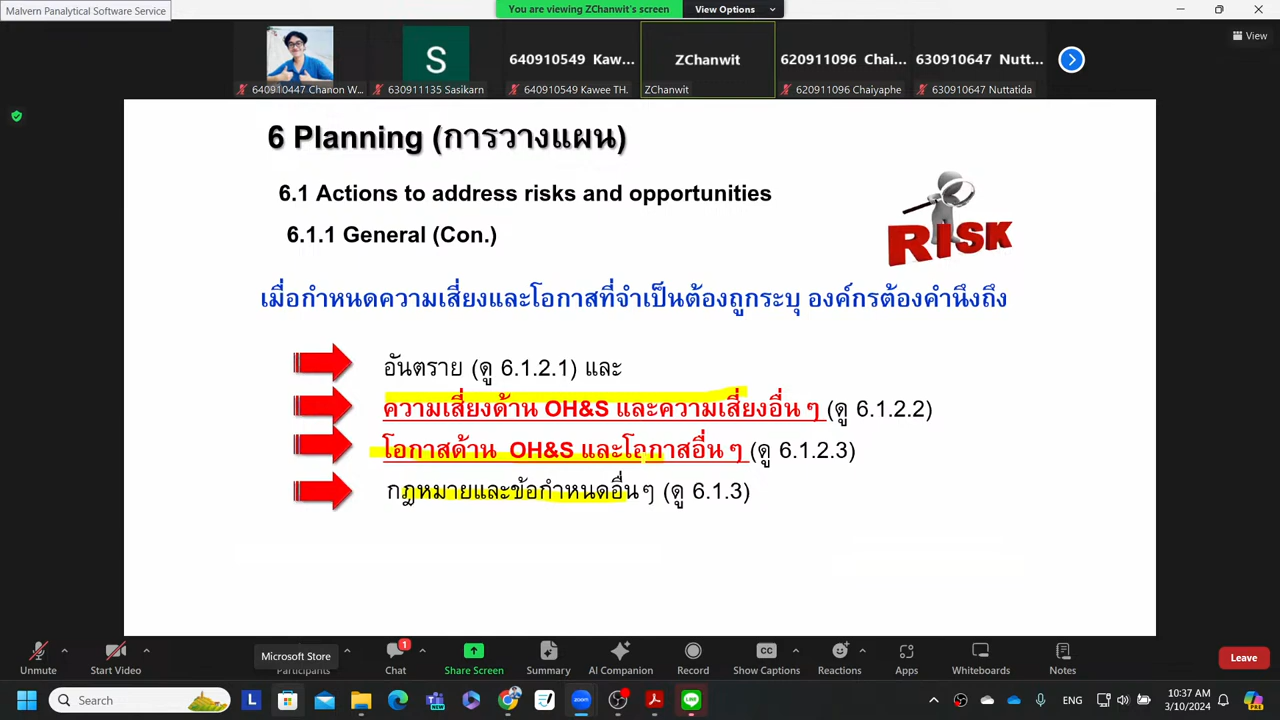 Malvern Panalytical Software Service
You are viewing ZChanwit's screen
View Options
View
S
640910549 Kaw...
ZChanwit
620911096 Chai...
630910647 Nutt...
640910447 Chanon W...
630911135 Sasikarn
640910549 Kawee TH.
ZChanwit
620911096 Chaiyaphe
630910647 Nuttatida
6 Planning (การวางแผน)
6.1 Actions to address risks and opportunities
6.1.1 General (Con.)
RISK
เมื่อกำหนดความเสี่ยงและโอกาสที่จำเป็นต้องถูกระบุ องค์กรต้องคำนึงถึง
อันตราย (ดู 6.1.2.1) และ
ความเสี่ยงด้าน OH&S และความเสี่ยงอื่น ๆ (ดู 6.1.2.2)
โอกาสด้าน OH&S และโอกาสอื่น ๆ (ดู 6.1.2.3)
กฎหมายและข้อกำหนดอื่นๆ (ดู 6.1.3)
1
Unmute
Start Video
Microsoft Store
Participants
Chat
Share Screen
Summary
AI Companion
Record
CC
Show Captions
Reactions
Apps
Whiteboards
Notes
Leave
Search
L
zoom
LINE
ENG
10:37 AM
3/10/2024